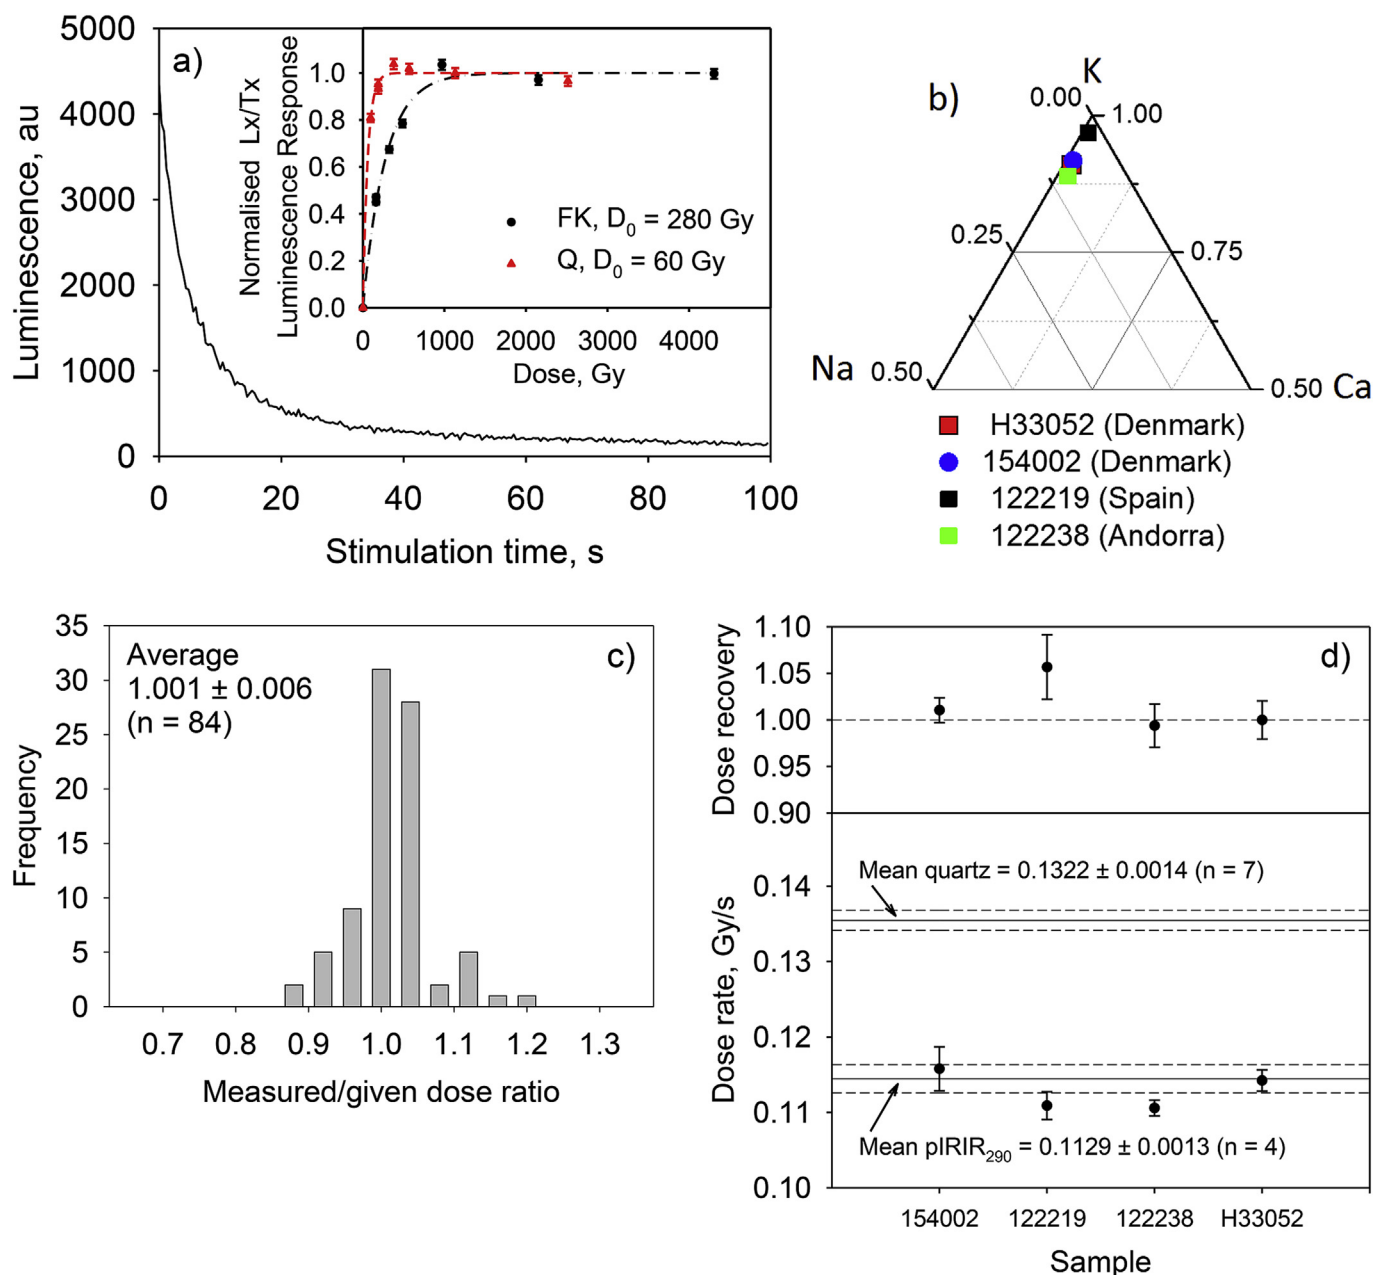 a)
5000
4000
3000
2000
1000
0
Luminescence, au
0 20 40 60 80 100
Stimulation time, s
Normalised Lx/Tx
Luminescence Response
1.0
0.8
0.6
0.4
0.2
0.0
FK, D0 = 280 Gy
Q, D0 = 60 Gy
0 1000 2000 3000 4000
Dose, Gy
b)
K
0.00 1.00
0.25 0.75
Na 0.50 0.50 Ca
H33052 (Denmark)
154002 (Denmark)
122219 (Spain)
122238 (Andorra)
c)
Average
1.001 ± 0.006
(n = 84)
35
30
25
20
15
10
5
0
Frequency
0.7 0.8 0.9 1.0 1.1 1.2 1.3
Measured/given dose ratio
d)
1.10
1.05
1.00
0.95
0.90
Dose recovery
Mean quartz = 0.1322 ± 0.0014 (n = 7)
0.14
0.13
0.12
0.11
0.10
Dose rate, Gy/s
Mean pIRIR290 = 0.1129 ± 0.0013 (n = 4)
154002 122219 122238 H33052
Sample